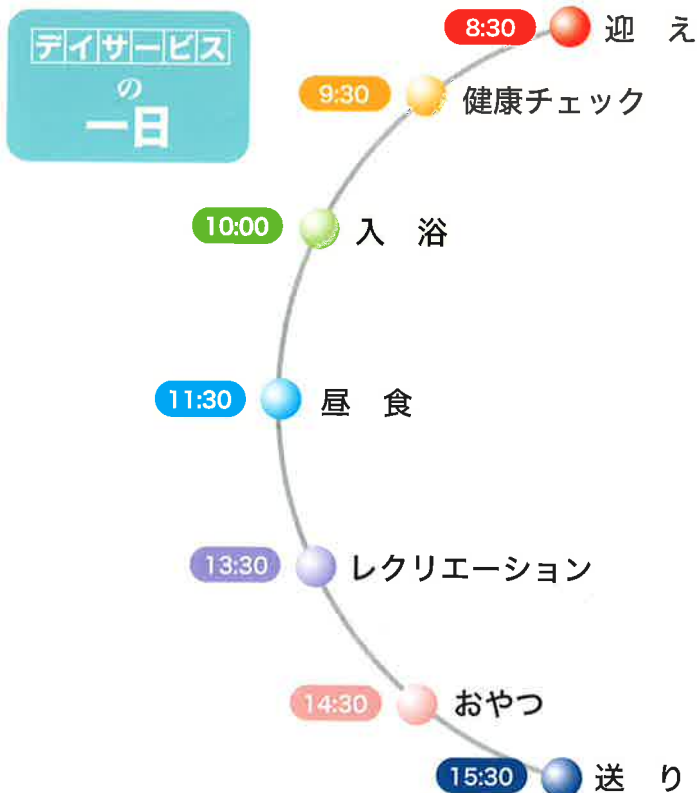 デイサービス
の
一日
8:30 迎え
9:30 健康チェック
10:00 入浴
11:30 昼食
13:30 レクリエーション
14:30 おやつ
15:30 送り